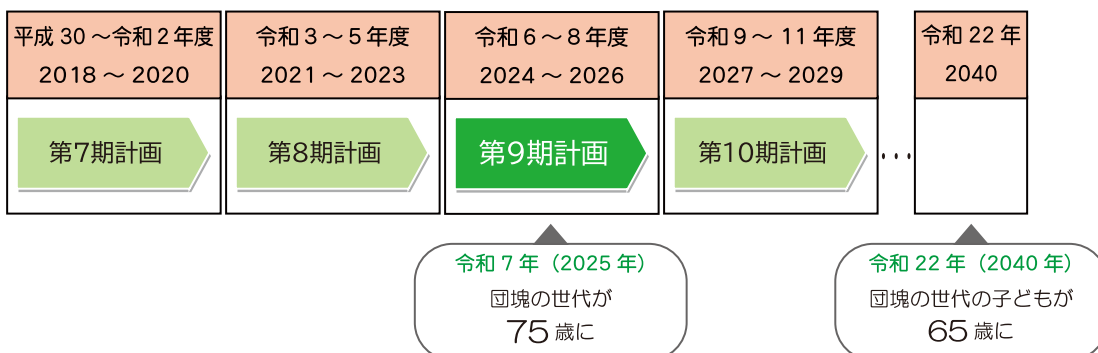 平成 30 ～令和 2 年度
2018 ～ 2020
令和 3 ～ 5 年度
2021 ～ 2023
令和 6 ～ 8 年度
2024 ～ 2026
令和 9 ～ 11 年度
2027 ～ 2029
令和 22 年
2040
第7期計画
第8期計画
第9期計画
第10期計画
…
令和 7 年（2025 年）
団塊の世代が
75 歳に
令和 22 年（2040 年）
団塊の世代の子どもが
65 歳に